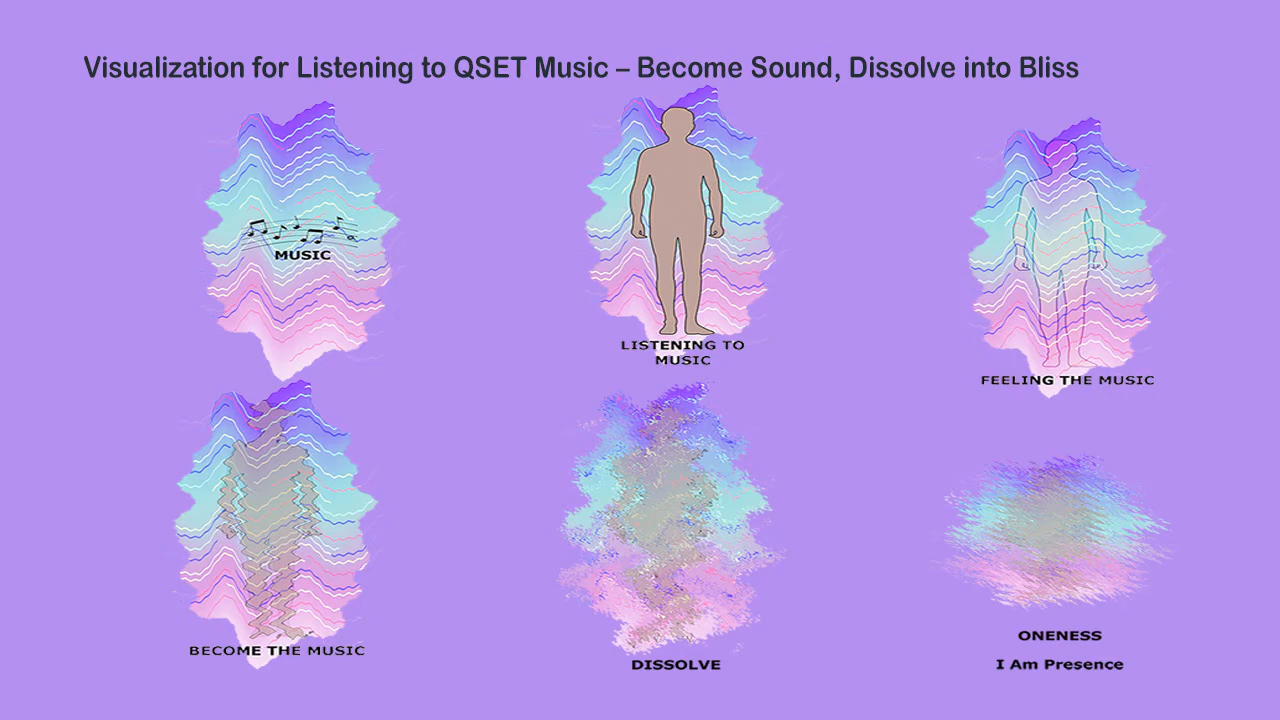 Visualization for Listening to QSET Music – Become Sound, Dissolve into Bliss
MUSIC
LISTENING TO
MUSIC
FEELING THE MUSIC
BECOME THE MUSIC
DISSOLVE
ONENESS
I Am Presence